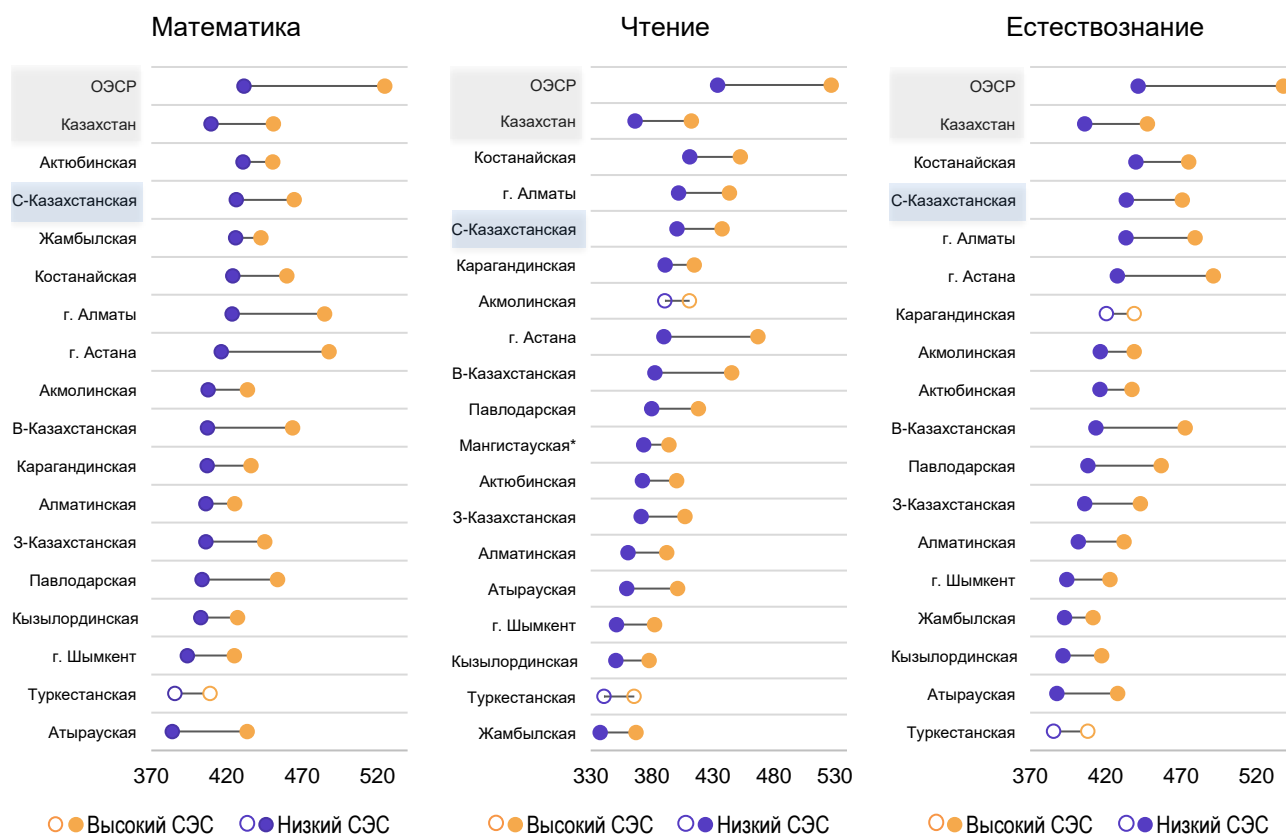 Математика
ОЭСР
Казахстан
Актюбинская
С-Казахстанская
Жамбылская
Костанайская
г. Алматы
г. Астана
Акмолинская
В-Казахстанская
Карагандинская
Алматинская
З-Казахстанская
Павлодарская
Кызылординская
г. Шымкент
Туркестанская
Атырауская
370 420 470 520
Высокий СЭС Низкий СЭС
Чтение
ОЭСР
Казахстан
Костанайская
г. Алматы
С-Казахстанская
Карагандинская
Акмолинская
г. Астана
В-Казахстанская
Павлодарская
Мангистауская*
Актюбинская
З-Казахстанская
Алматинская
Атырауская
г. Шымкент
Кызылординская
Туркестанская
Жамбылская
330 380 430 480 530
Высокий СЭС Низкий СЭС
Естествознание
ОЭСР
Казахстан
Костанайская
С-Казахстанская
г. Алматы
г. Астана
Карагандинская
Акмолинская
Актюбинская
В-Казахстанская
Павлодарская
З-Казахстанская
Алматинская
г. Шымкент
Жамбылская
Кызылординская
Атырауская
Туркестанская
370 420 470 520
Высокий СЭС Низкий СЭС